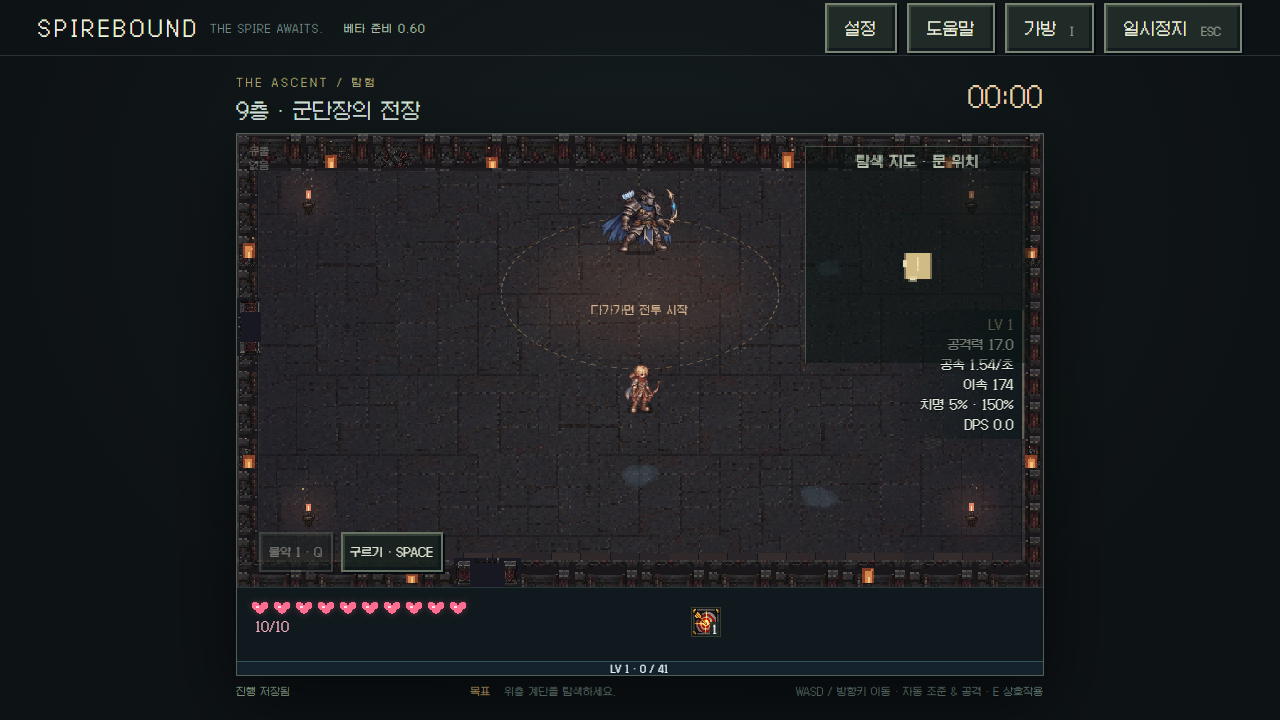 SPIREBOUND THE SPIRE AWAITS. 베타 준비 0.60
설정 도움말 가방 I 일시정지 ESC
THE ASCENT / 탐험
9층 · 군단장의 전장
00:00
유물
없음
탐색 지도 · 문 위치
다가가면 전투 시작
LV 1
공격력 17.0
공속 1.54/초
이속 174
치명 5% · 150%
DPS 0.0
물약 1 · Q
구르기 · SPACE
10/10
1
LV 1 · 0 / 41
진행 저장됨
목표 위층 계단을 탐색하세요.
WASD / 방향키 이동 · 자동 조준 & 공격 · E 상호작용